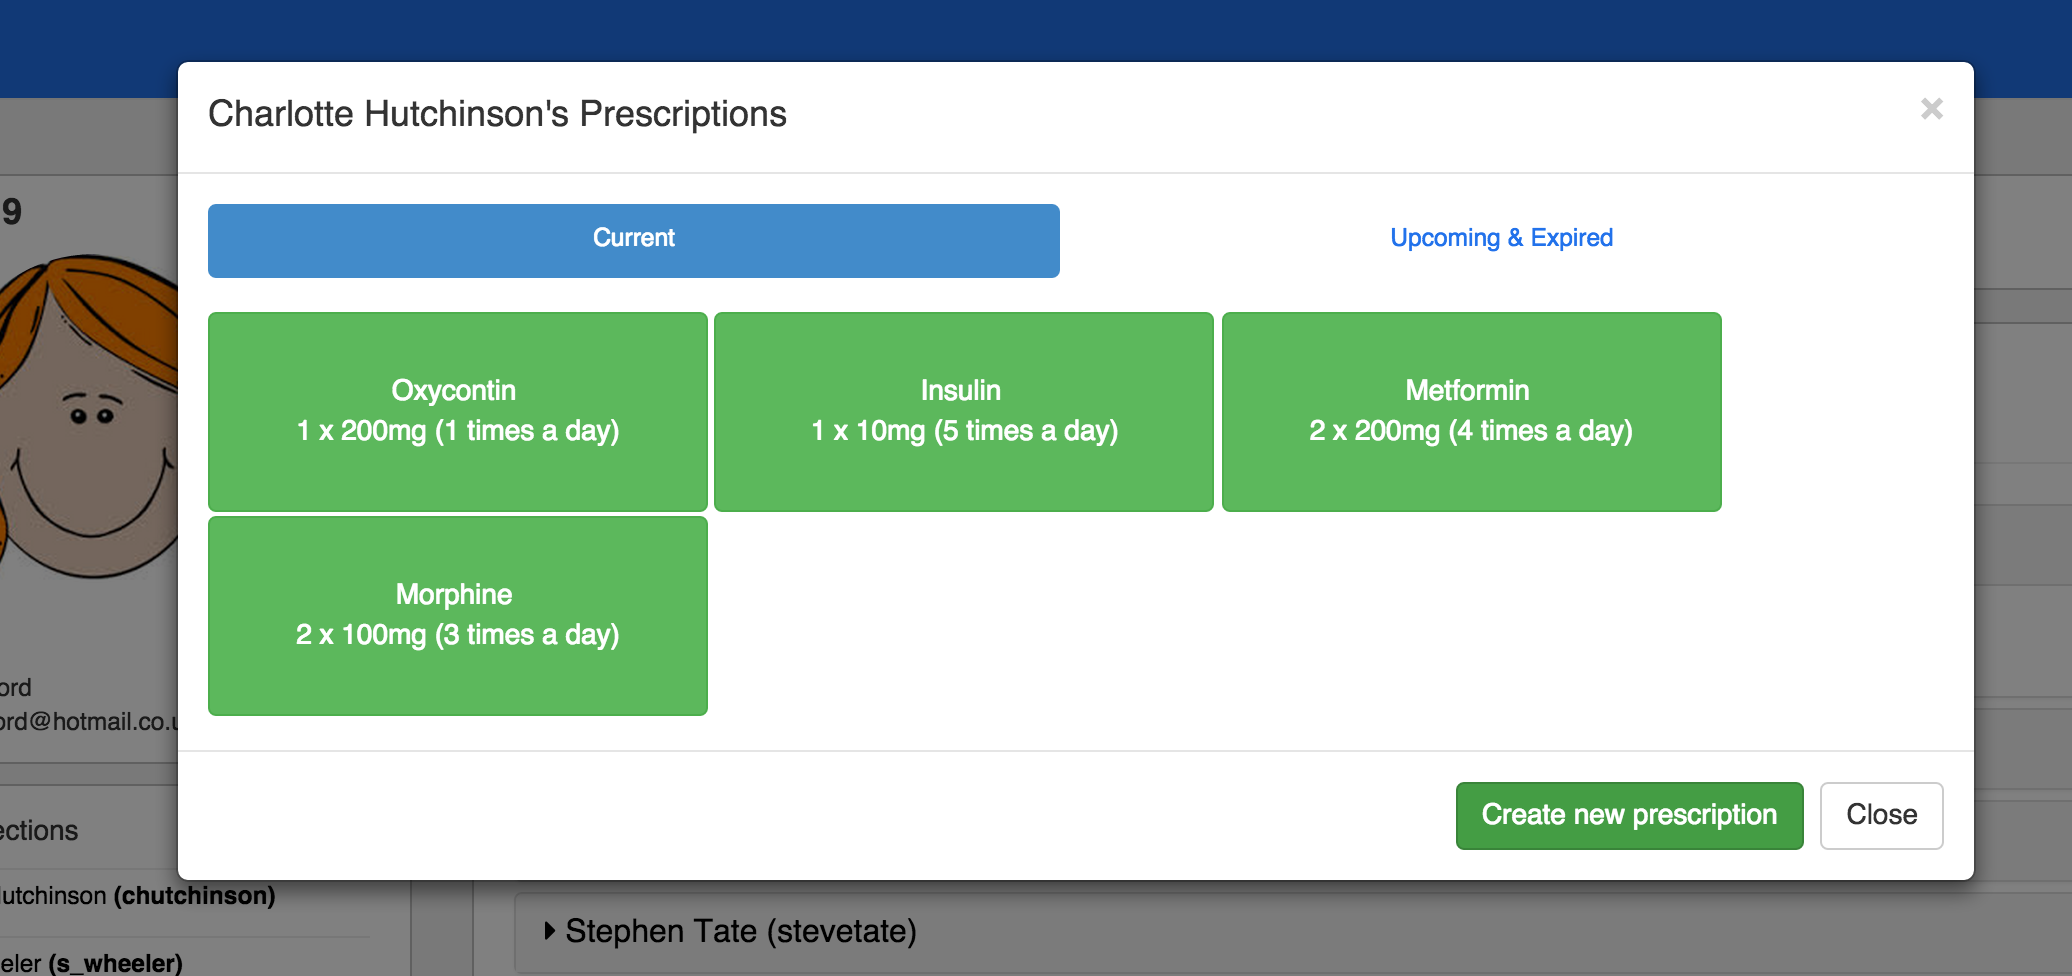 Charlotte Hutchinson's Prescriptions
×
Current
Upcoming & Expired
Oxycontin
1 x 200mg (1 times a day)
Insulin
1 x 10mg (5 times a day)
Metformin
2 x 200mg (4 times a day)
Morphine
2 x 100mg (3 times a day)
Create new prescription
Close
9
ord
ord@hotmail.co.u
ections
utchinson (chutchinson)
eler (s_wheeler)
Stephen Tate (stevetate)